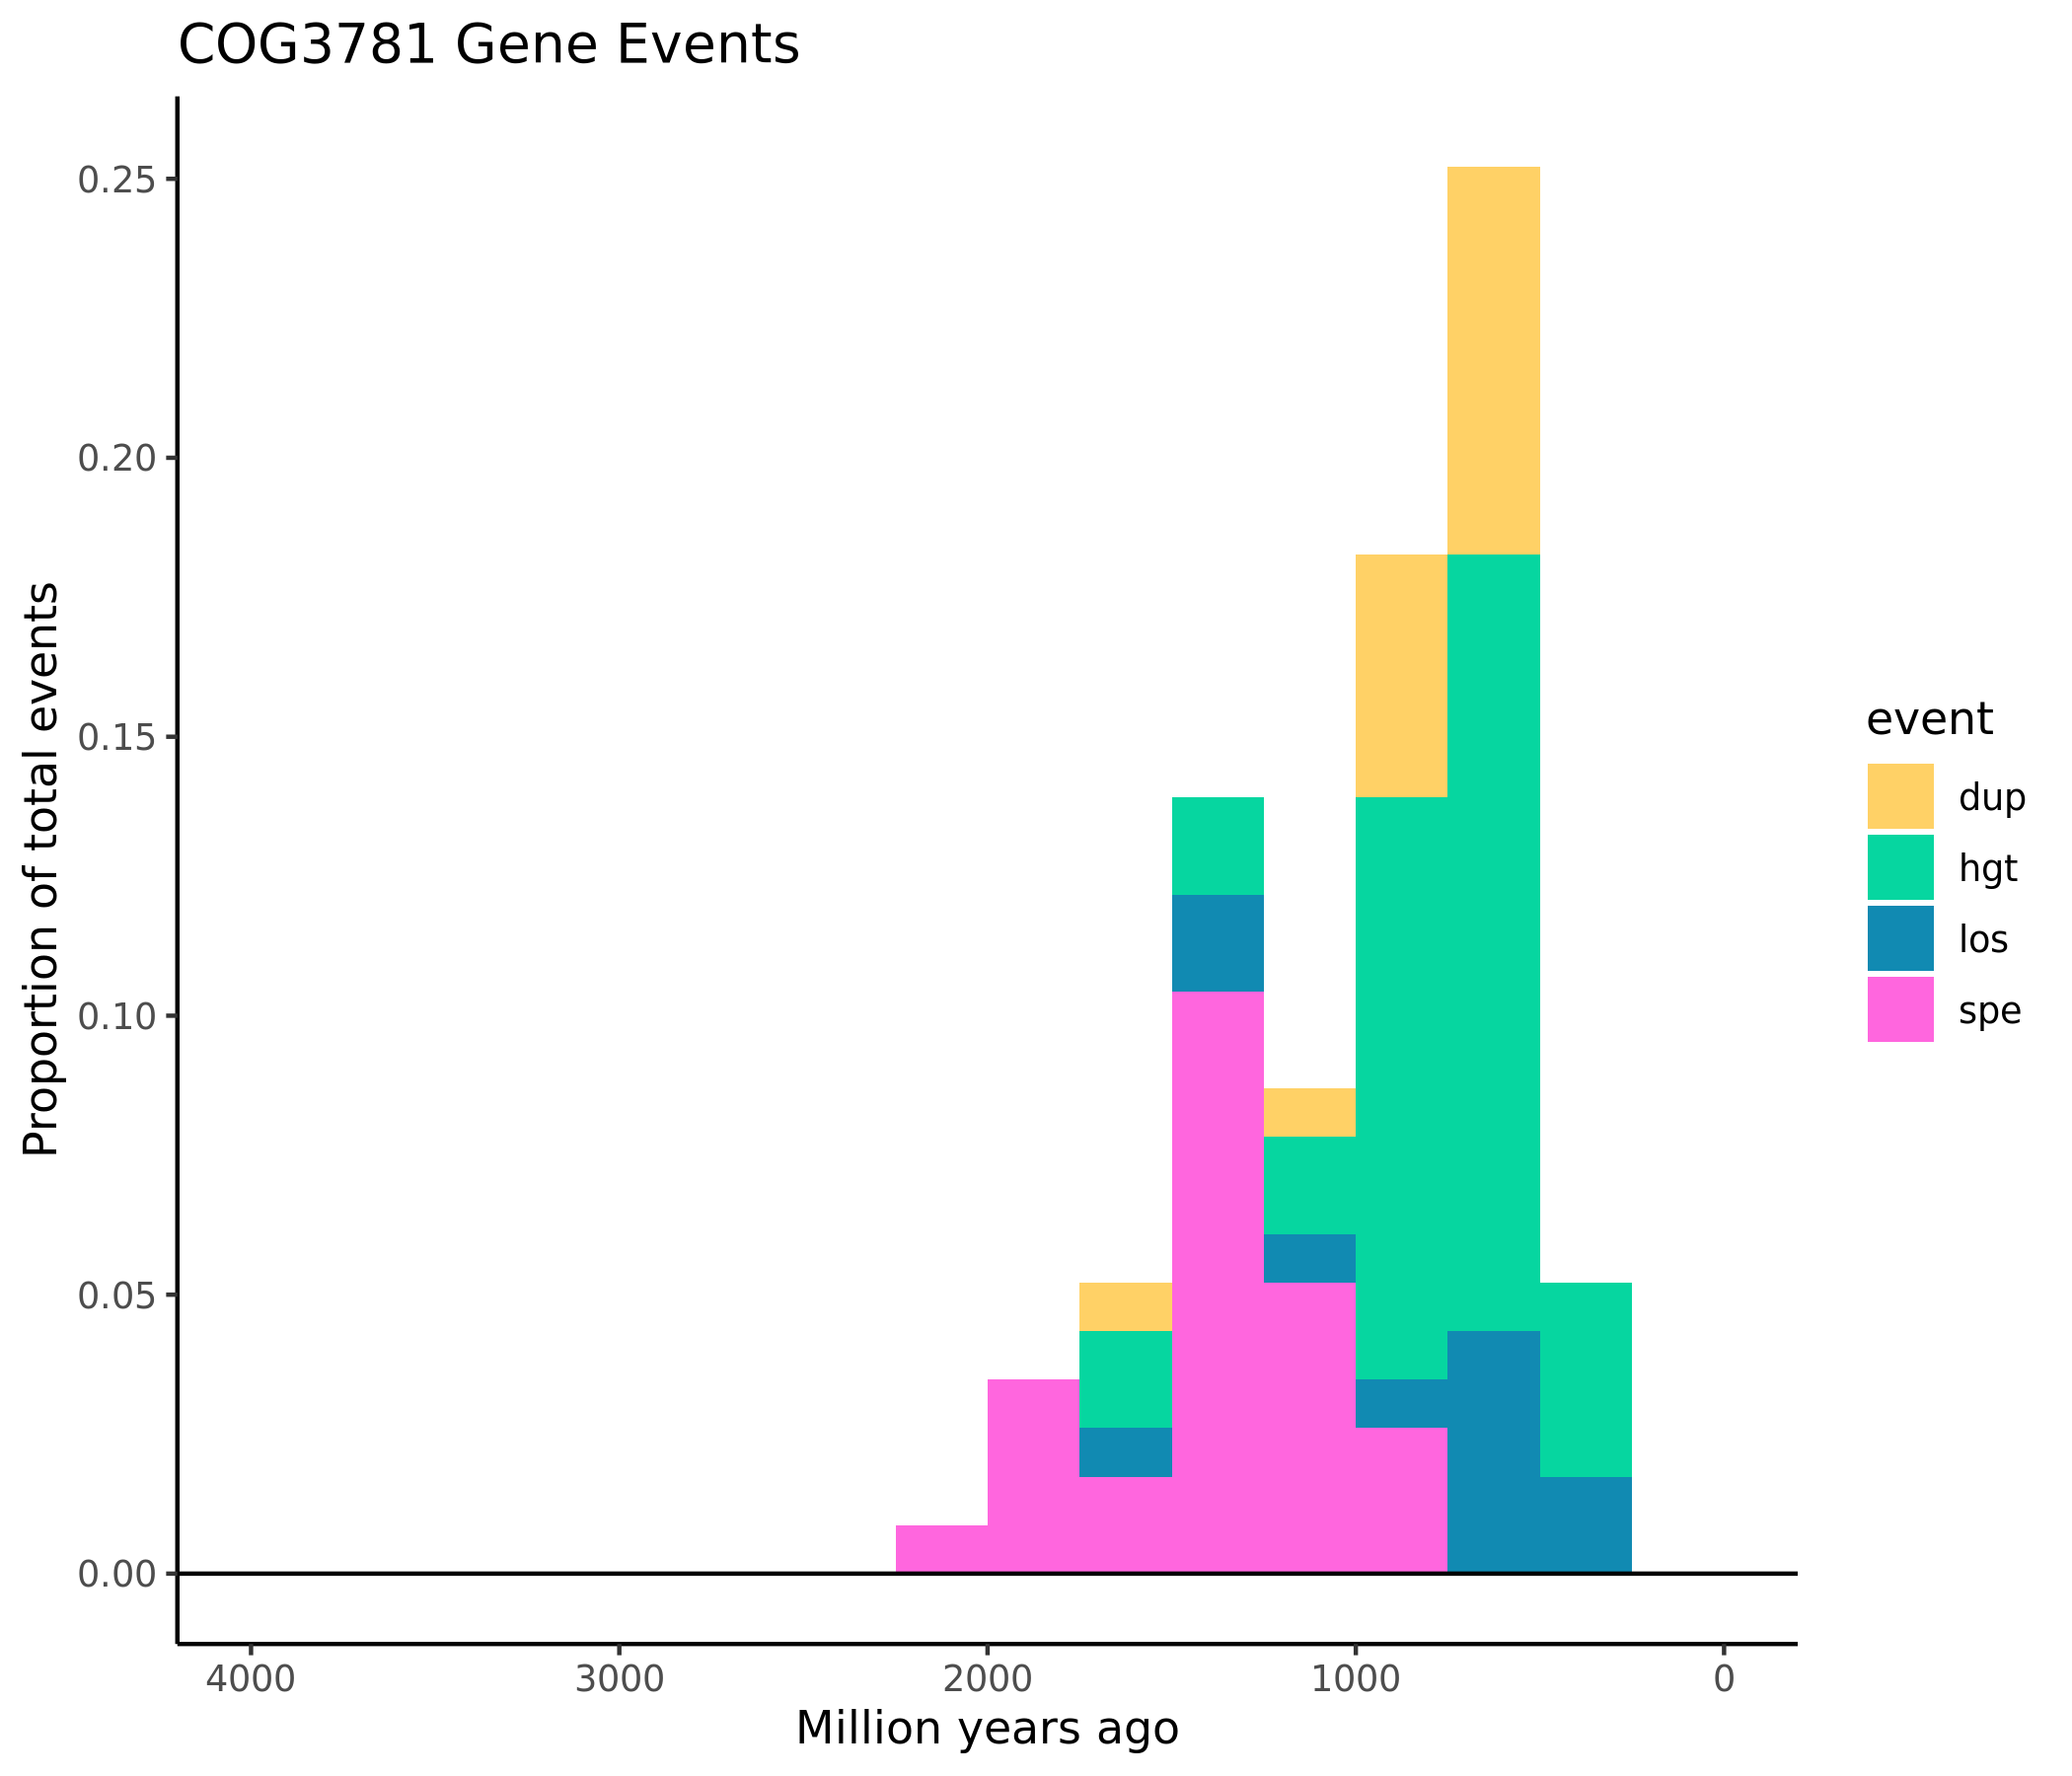 COG3781 Gene Events
Proportion of total events
0.25
0.20
0.15
0.10
0.05
0.00
4000 3000 2000 1000 0
Million years ago
event
dup
hgt
los
spe